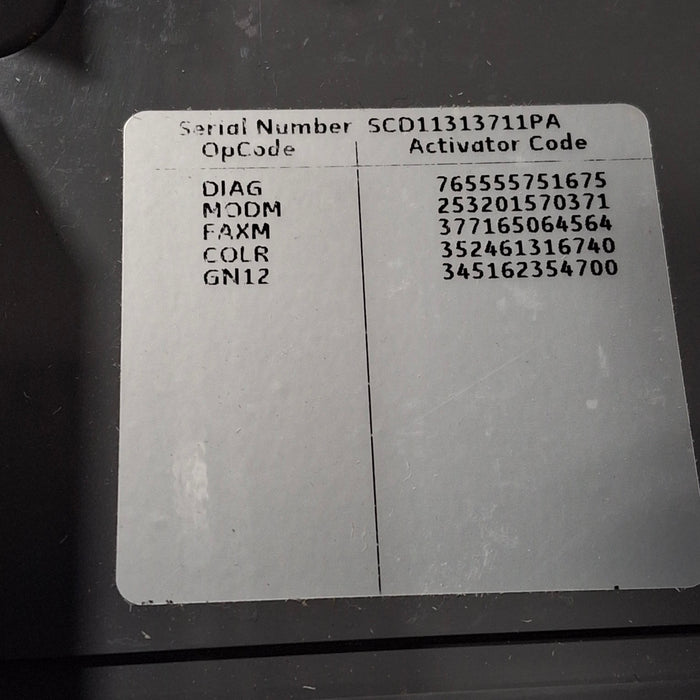 Serial Number SCD11313711PA
OpCode Activator Code
DIAG 765555751675
MODM 253201570371
FAXM 377165064564
COLR 352461316740
GN12 345162354700